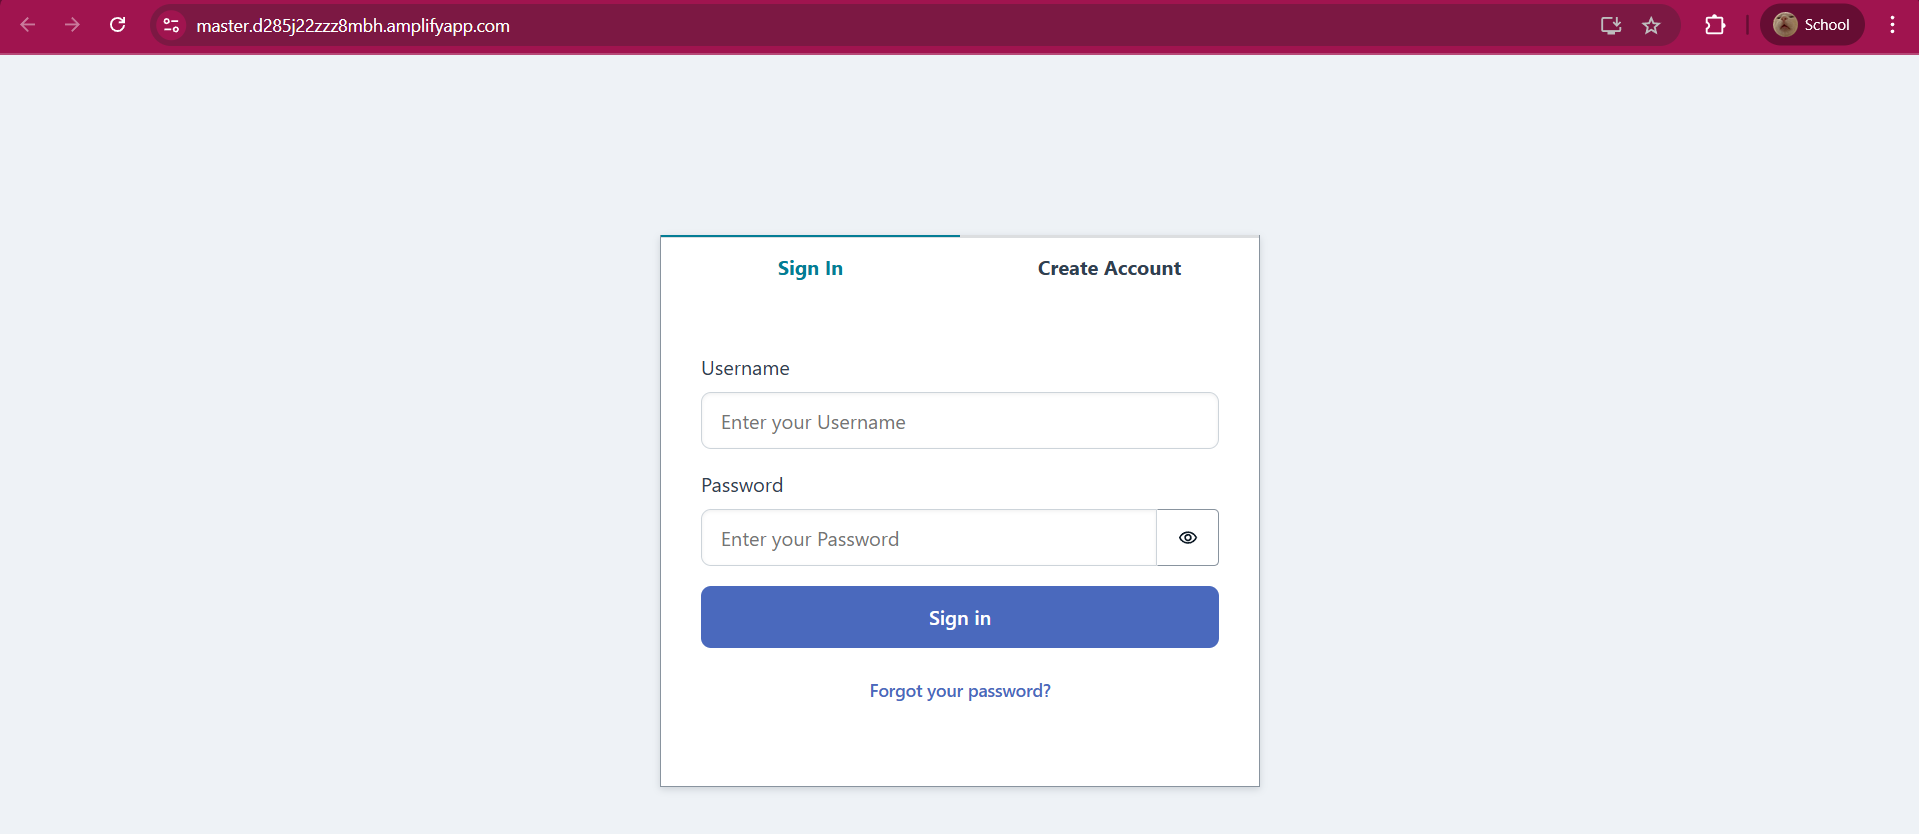 master.d285j22zzz8mbh.amplifyapp.com
School
Sign In
Create Account
Username
Enter your Username
Password
Enter your Password
Sign in
Forgot your password?